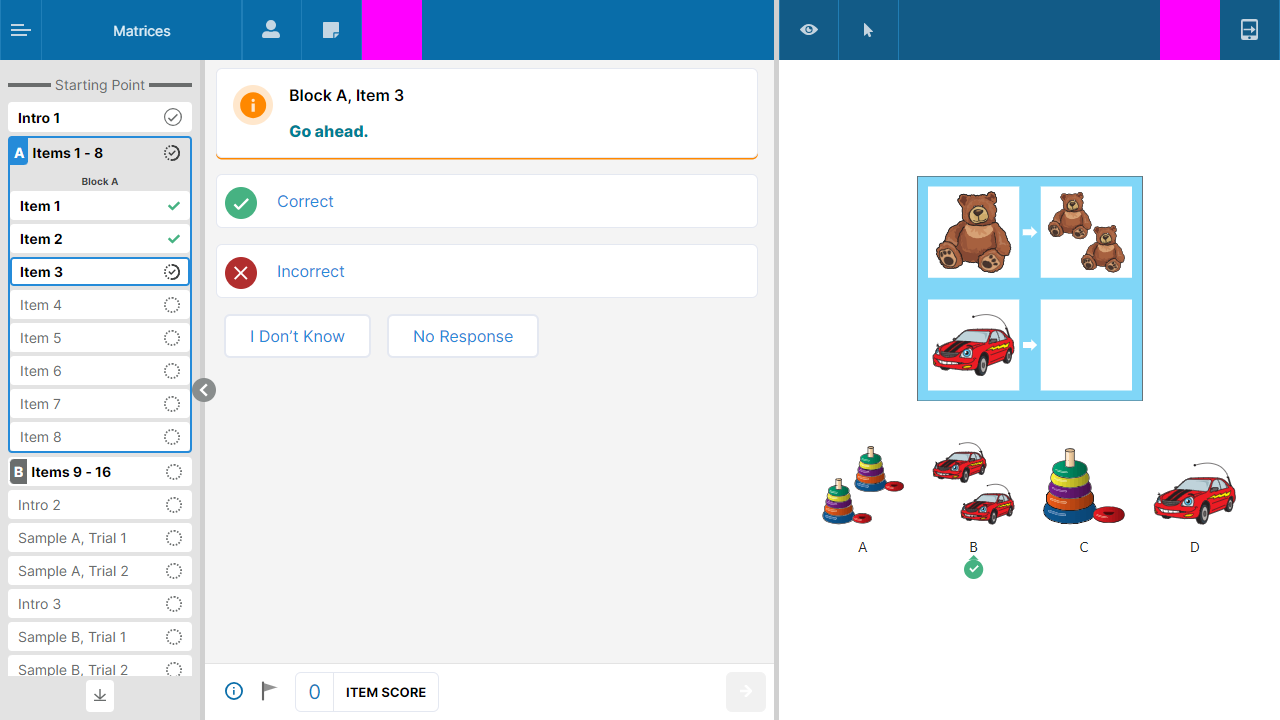 Matrices
Starting Point
Intro 1
A Items 1 - 8
Block A
Item 1
Item 2
Item 3
Item 4
Item 5
Item 6
Item 7
Item 8
B Items 9 - 16
Intro 2
Sample A, Trial 1
Sample A, Trial 2
Intro 3
Sample B, Trial 1
Sample B, Trial 2
Block A, Item 3
Go ahead.
Correct
Incorrect
I Don’t Know No Response
0 ITEM SCORE
A B C D